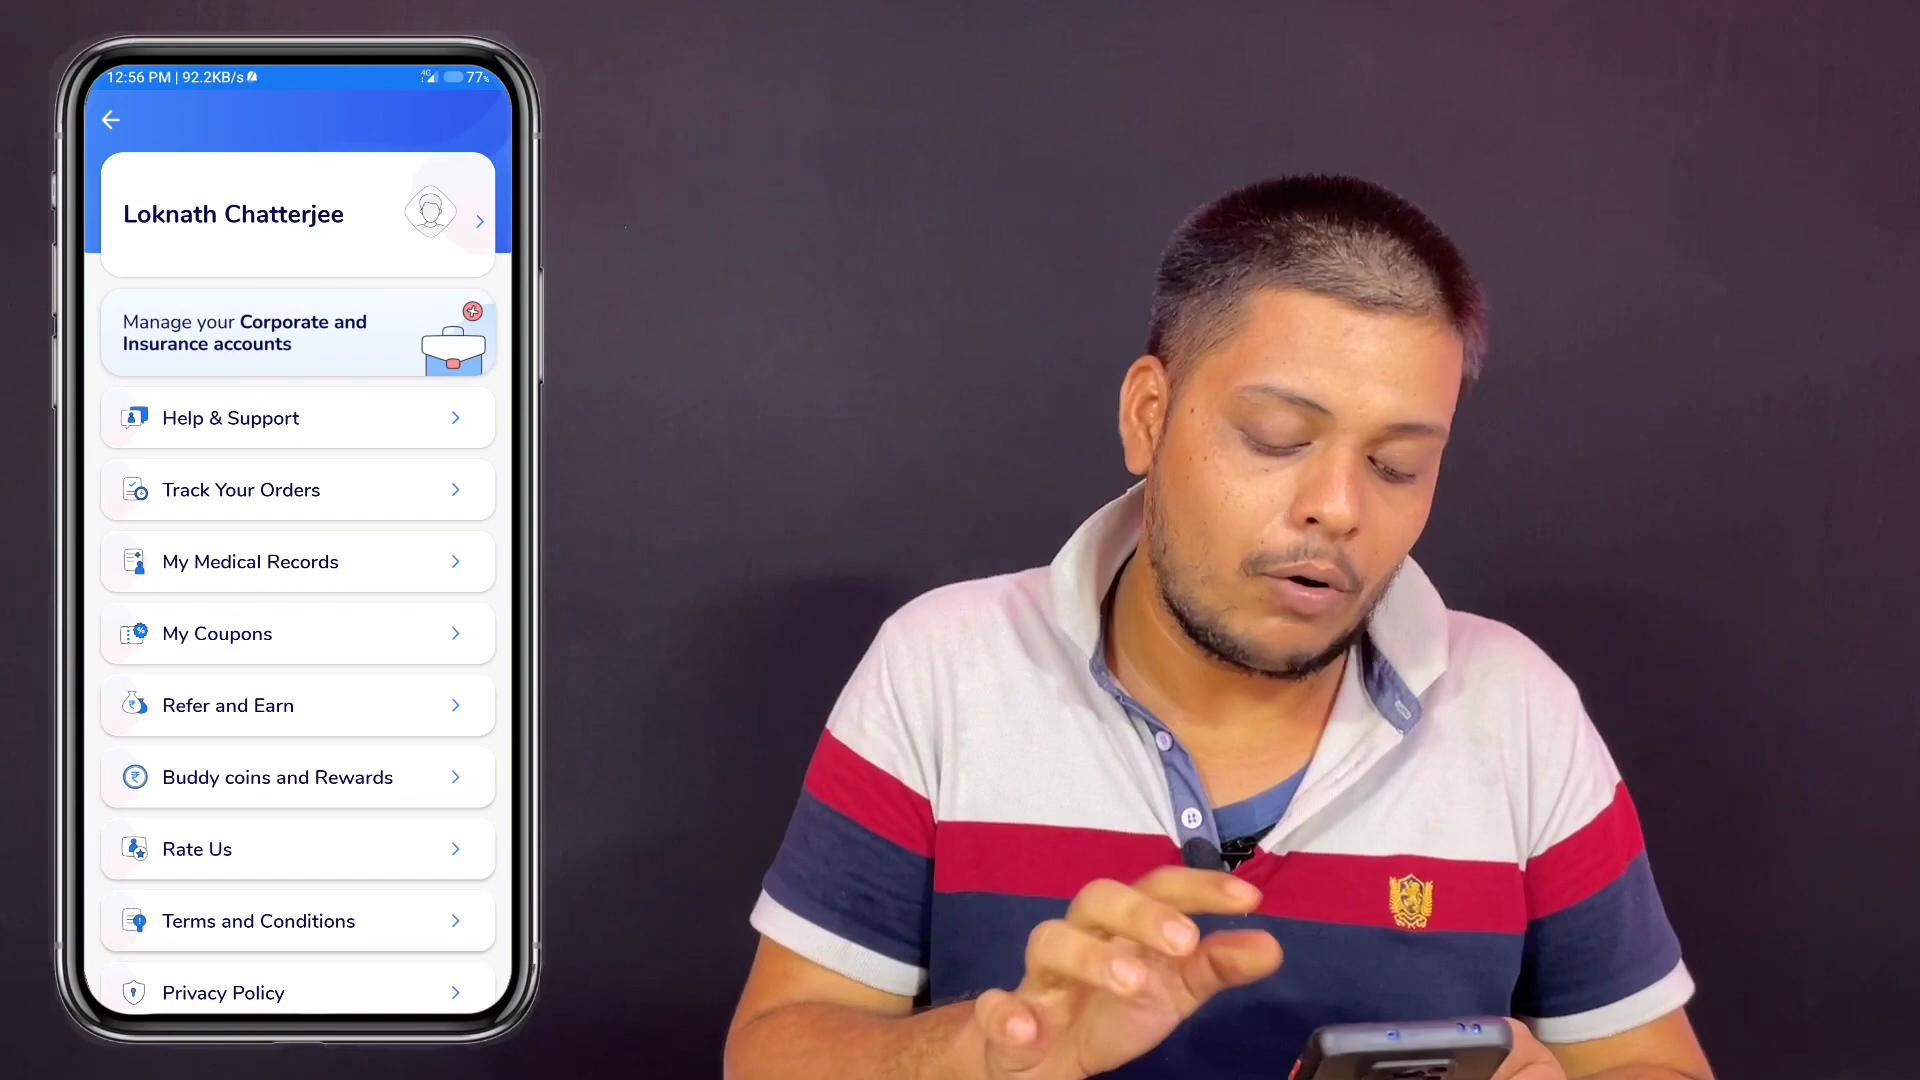 12:56 PM | 92.2KB/s 4G 77%
Loknath Chatterjee
Manage your Corporate and
Insurance accounts
Help & Support
Track Your Orders
My Medical Records
My Coupons
Refer and Earn
Buddy coins and Rewards
Rate Us
Terms and Conditions
Privacy Policy